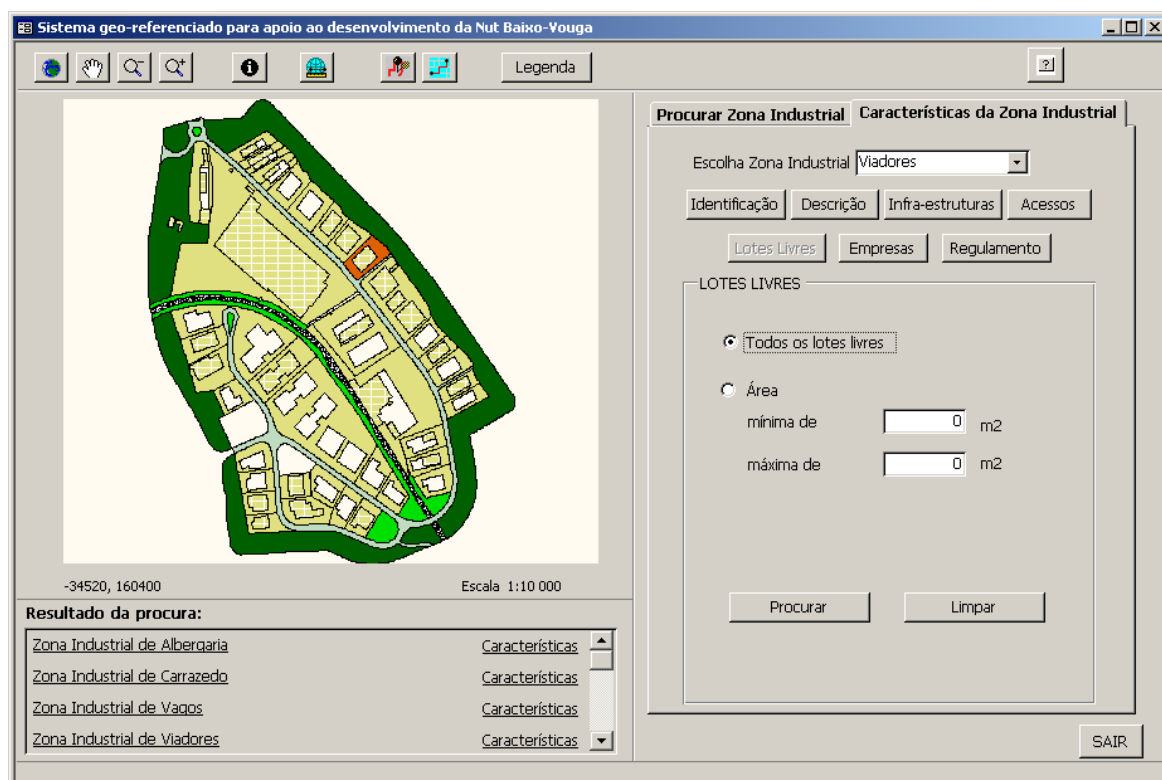 Sistema geo-referenciado para apoio ao desenvolvimento da Nut Baixo-Vouga
Legenda
?
Procurar Zona Industrial
Características da Zona Industrial
Escolha Zona Industrial Viadores
Identificação Descrição Infra-estruturas Acessos
Lotes Livres Empresas Regulamento
LOTES LIVRES
Todos os lotes livres
Área
mínima de 0 m2
máxima de 0 m2
Procurar Limpar
-34520, 160400 Escala 1:10 000
Resultado da procura:
Zona Industrial de Albergaria Características
Zona Industrial de Carrazedo Características
Zona Industrial de Vagos Características
Zona Industrial de Viadores Características
SAIR